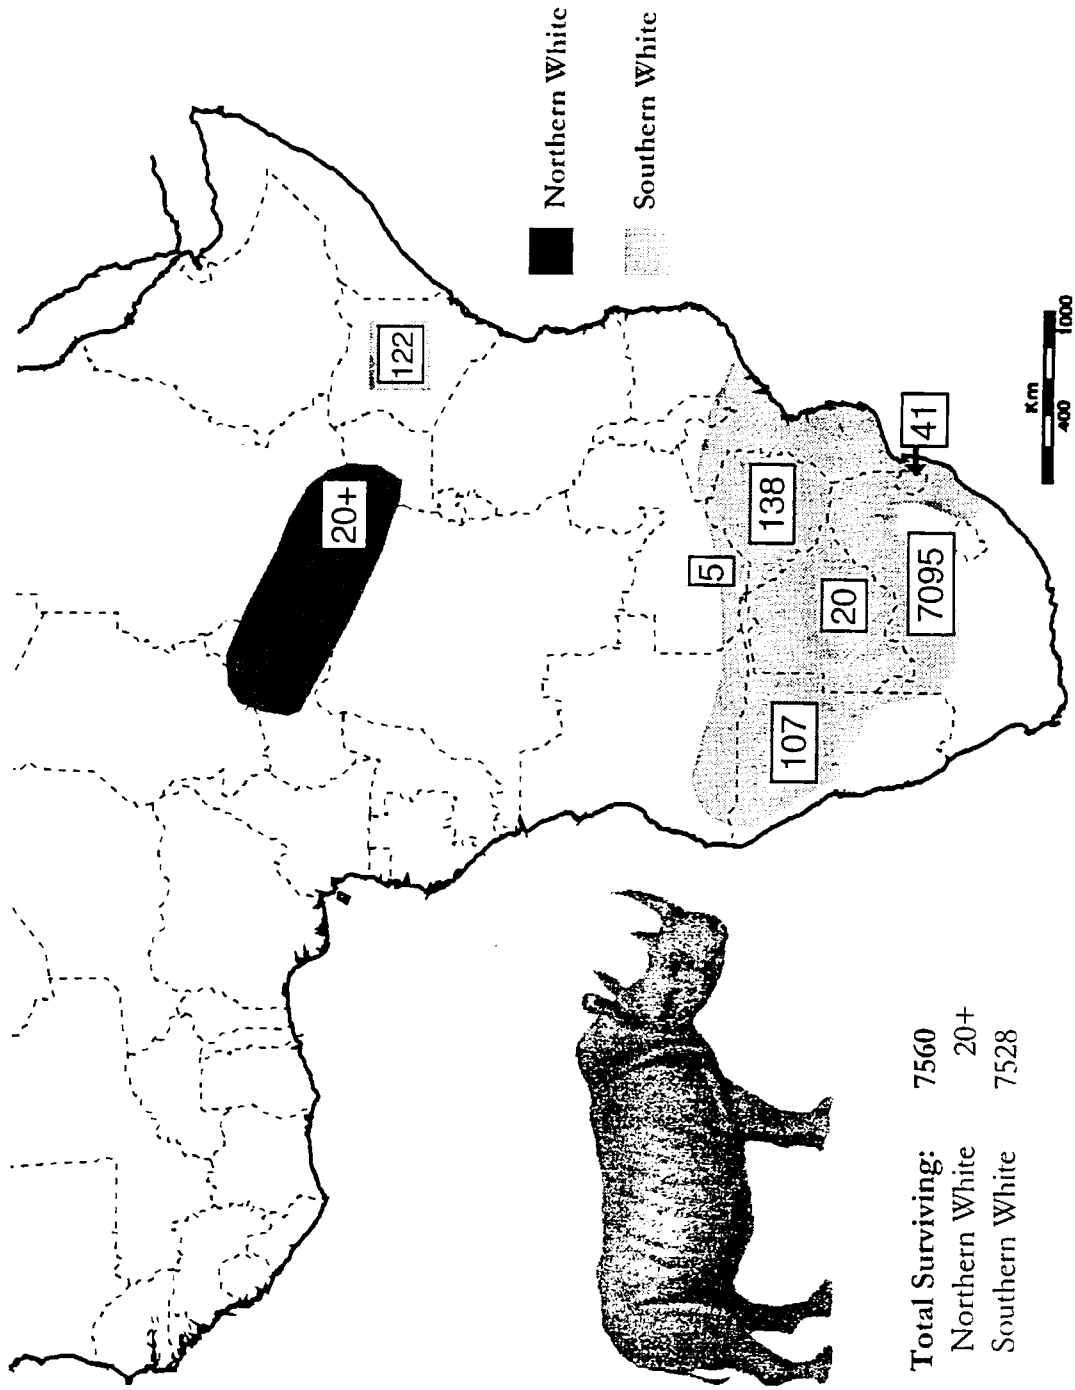 Northern White
Southern White
122
20+
5
138
41
20
7095
107
Km
400
1000
Total Surviving: 7560
Northern White 20+
Southern White 7528